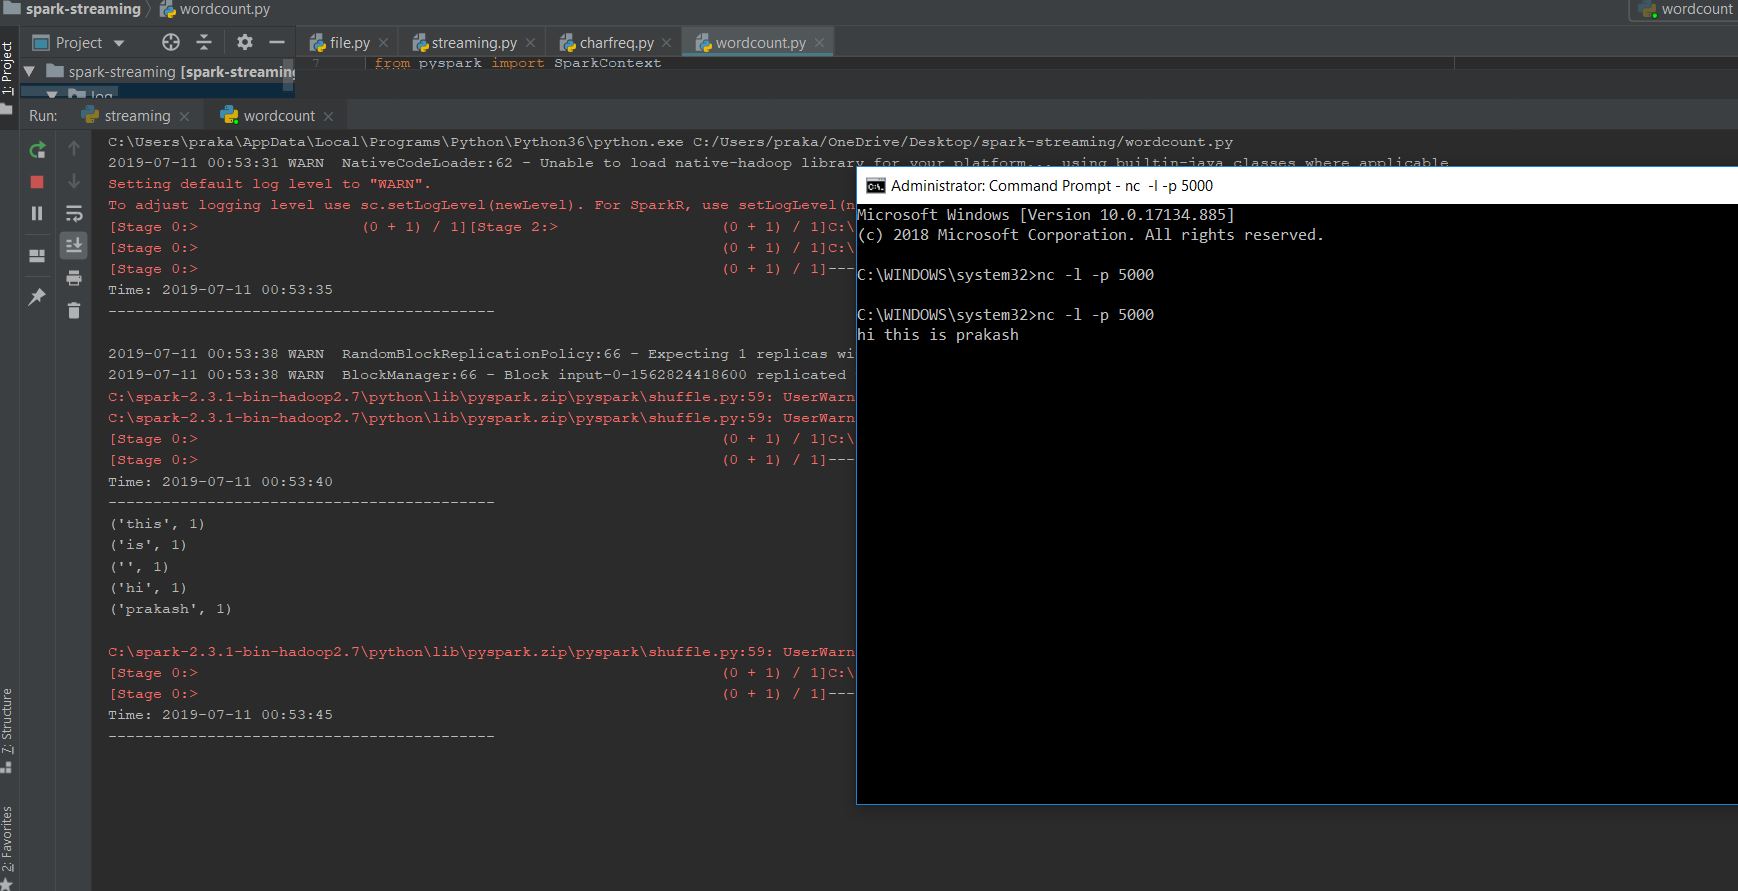 spark-streaming wordcount.py wordcount
Project file.py streaming.py charfreq.py wordcount.py
1: Project
7 from pyspark import SparkContext
spark-streaming [spark-streaming
log
Run: streaming wordcount
C:\Users\praka\AppData\Local\Programs\Python\Python36\python.exe C:/Users/praka/OneDrive/Desktop/spark-streaming/wordcount.py
2019-07-11 00:53:31 WARN NativeCodeLoader:62 - Unable to load native-hadoop library for your platform... using builtin-java classes where applicable
Setting default log level to "WARN".
To adjust logging level use sc.setLogLevel(newLevel). For SparkR, use setLogLevel(n
[Stage 0:> (0 + 1) / 1][Stage 2:> (0 + 1) / 1]C:\
[Stage 0:> (0 + 1) / 1]C:\
[Stage 0:> (0 + 1) / 1]---
Time: 2019-07-11 00:53:35
-------------------------------------------
2019-07-11 00:53:38 WARN RandomBlockReplicationPolicy:66 - Expecting 1 replicas wi
2019-07-11 00:53:38 WARN BlockManager:66 - Block input-0-1562824418600 replicated
C:\spark-2.3.1-bin-hadoop2.7\python\lib\pyspark.zip\pyspark\shuffle.py:59: UserWarn
C:\spark-2.3.1-bin-hadoop2.7\python\lib\pyspark.zip\pyspark\shuffle.py:59: UserWarn
[Stage 0:> (0 + 1) / 1]C:\
[Stage 0:> (0 + 1) / 1]---
Time: 2019-07-11 00:53:40
-------------------------------------------
('this', 1)
('is', 1)
('', 1)
('hi', 1)
('prakash', 1)
C:\spark-2.3.1-bin-hadoop2.7\python\lib\pyspark.zip\pyspark\shuffle.py:59: UserWarn
[Stage 0:> (0 + 1) / 1]C:\
[Stage 0:> (0 + 1) / 1]---
Time: 2019-07-11 00:53:45
-------------------------------------------
7: Structure
2: Favorites
Administrator: Command Prompt - nc -l -p 5000
Microsoft Windows [Version 10.0.17134.885]
(c) 2018 Microsoft Corporation. All rights reserved.
C:\WINDOWS\system32>nc -l -p 5000
C:\WINDOWS\system32>nc -l -p 5000
hi this is prakash